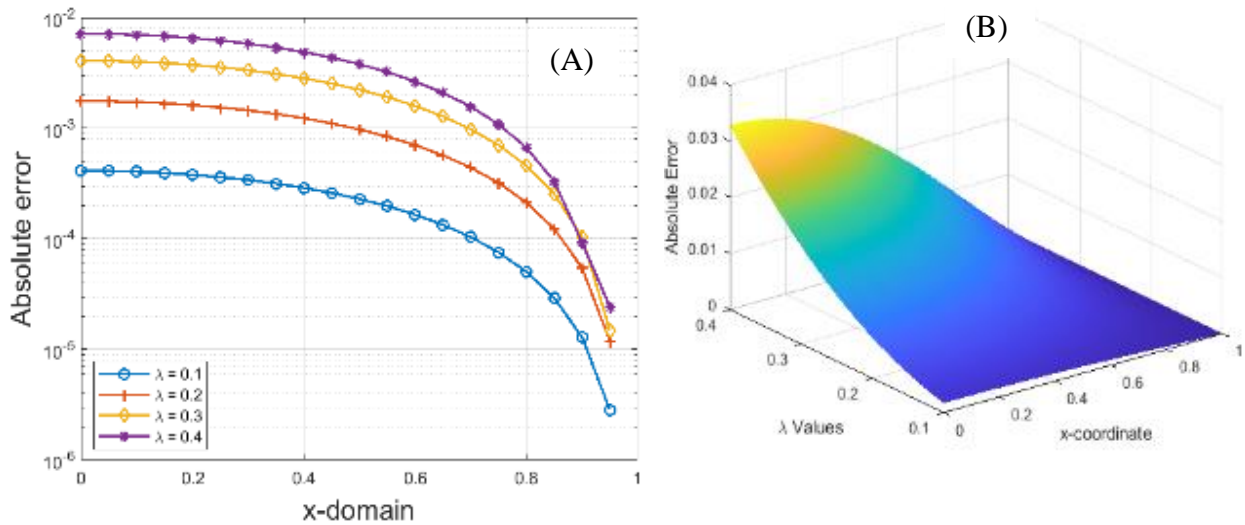 (A)
Absolute error
10^-2
10^-3
10^-4
10^-5
10^-6
λ = 0.1
λ = 0.2
λ = 0.3
λ = 0.4
0 0.2 0.4 0.6 0.8 1
x-domain
(B)
Absolute Error
0.04
0.03
0.02
0.01
0
0.4 0.3 0.2 0.1
λ Values
0 0.2 0.4 0.6 0.8 1
x-coordinate